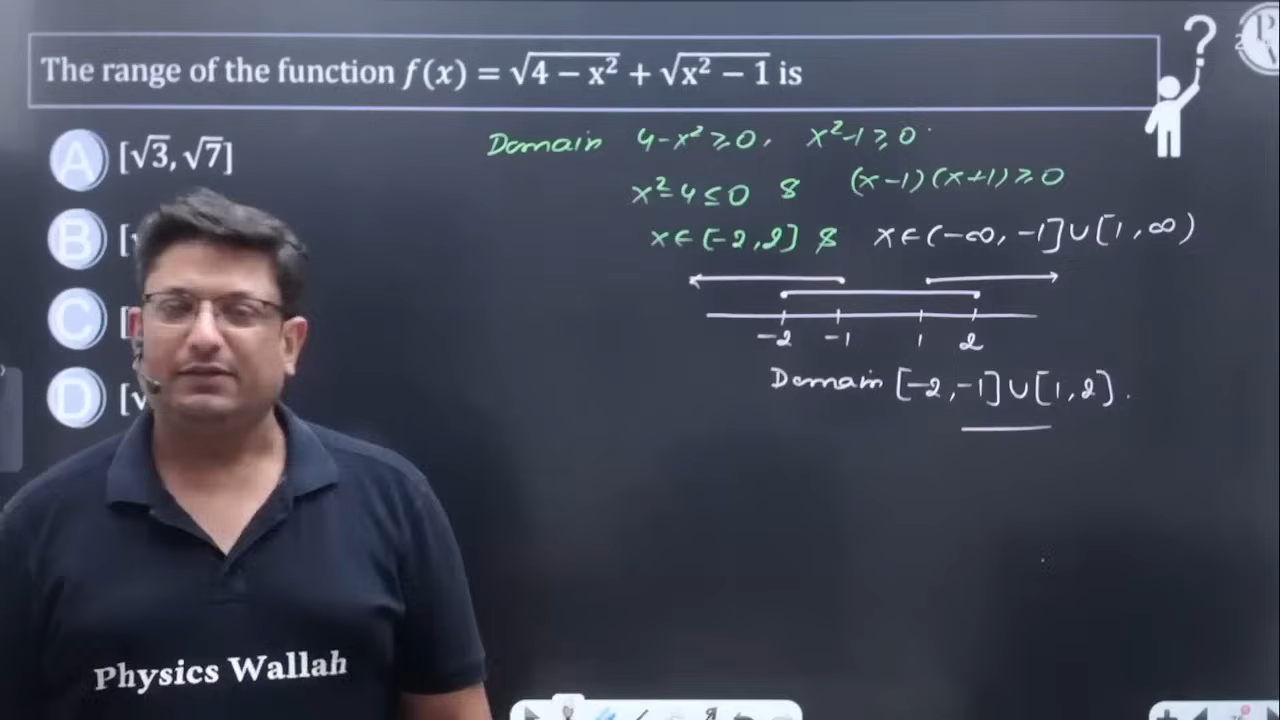 The range of the function f(x) = √4 − x² + √x² − 1 is
A [√3, √7]
B [
C [
D [√
Domain 4-x² ≥ 0, x²-1 ≥ 0
x²-4 ≤ 0 & (x-1)(x+1) ≥ 0
x ∈ [-2, 2] & x ∈ (-∞, -1] ∪ [1, ∞)
-2 -1 1 2
Domain [-2, -1] ∪ [1, 2].
Physics Wallah